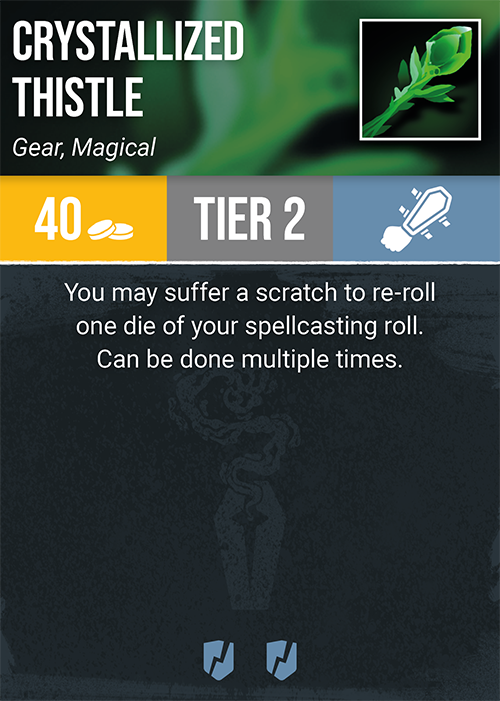 CRYSTALLIZED
THISTLE
Gear, Magical
40
TIER 2
You may suffer a scratch to re-roll
one die of your spellcasting roll.
Can be done multiple times.